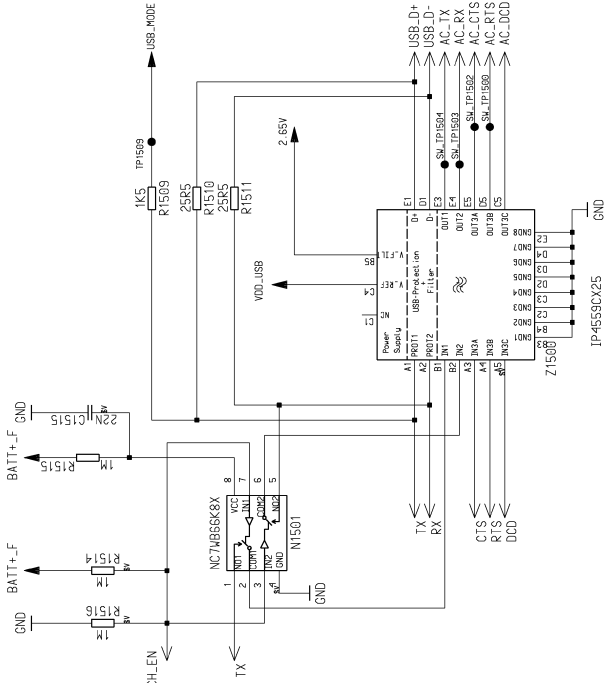 USB_MODE
USB_D+
USB_D-
AC_TX
AC_RX
AC_CTS
AC_RTS
AC_DCD
TP1509
1K5
R1509
25R5
R1510
25R5
R1511
2.65V
SW_TP1504
SW_TP1503
SW_TP1502
SW_TP1500
E1
D1
E3
E4
E5
D5
C5
D+
D-
OUT1
OUT2
OUT3A
OUT3B
OUT3C
GND
V_FILT
B5
V_REF
C4
NC
C1
VDD_USB
USB-Protection
+
Filter
Power
Supply
GND8
E2
GND7
D4
GND6
D3
GND5
D2
GND4
C3
GND3
C2
GND2
B4
GND1
B3
PROT1
PROT2
IN1
IN2
IN3A
IN3B
IN3C
A1
A2
B1
B2
A3
A4
A5
Z1500
IP4559CX25
GND
22N
C1515
BATT+_F
R1515
1M
BATT+_F
R1514
1M
GND
R1516
1M
8
7
6
5
VCC
IN1
COM2
NO2
NC7WB66K8X
N1501
NO1
COM1
IN2
GND
1
2
3
4
GND
TX
RX
CTS
RTS
DCD
CH_EN
TX